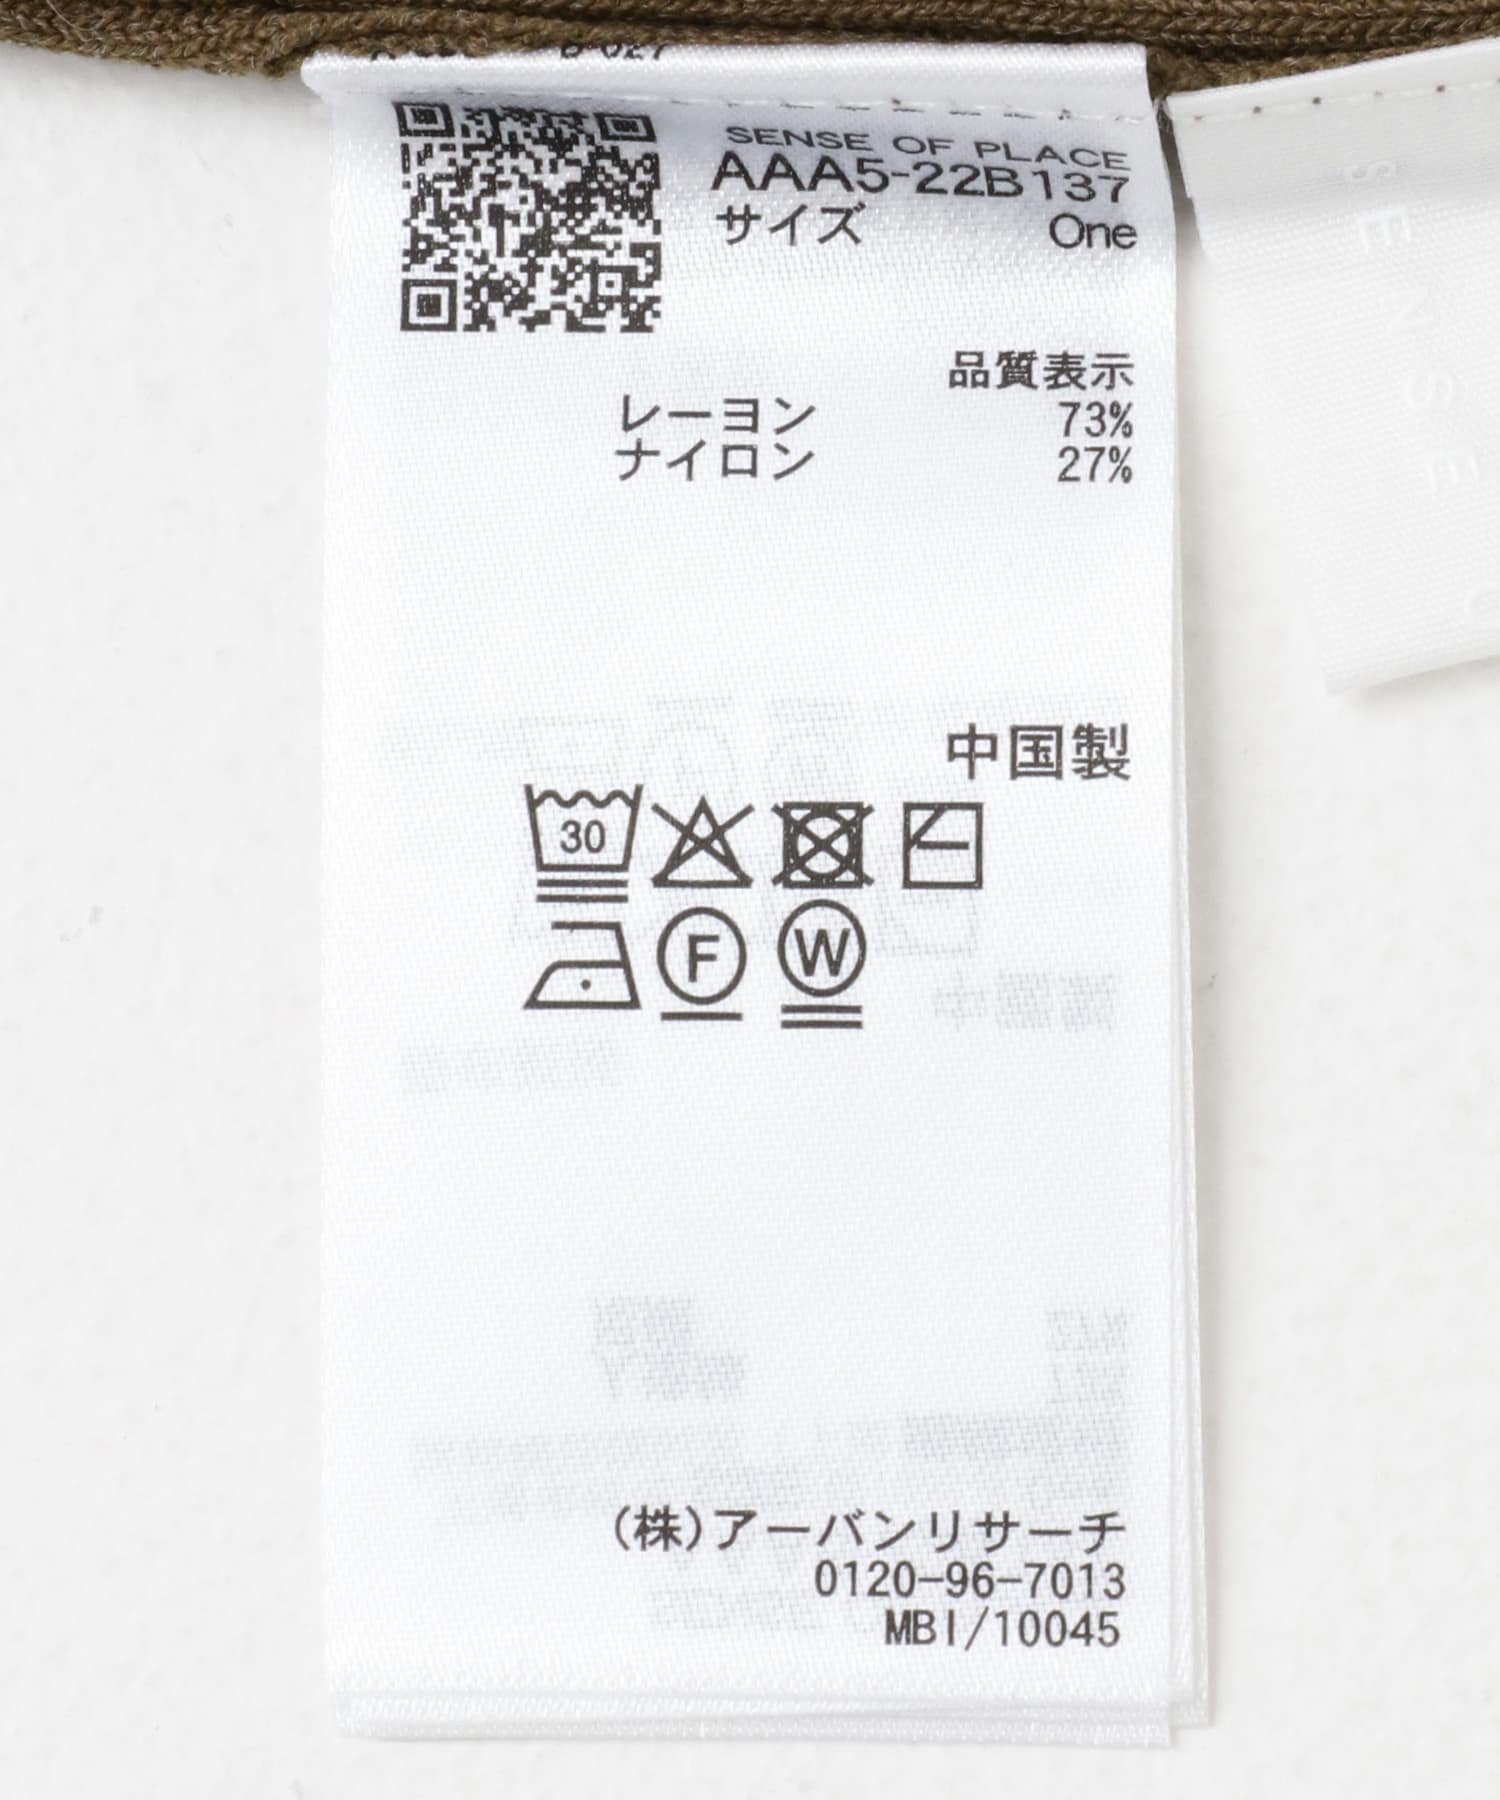 SENSE OF PLACE
AAA5-22B137
サイズ One
品質表示
レーヨン 73%
ナイロン 27%
中国製
30
F W
(株)アーバンリサーチ
0120-96-7013
MBI/10045
SENSE